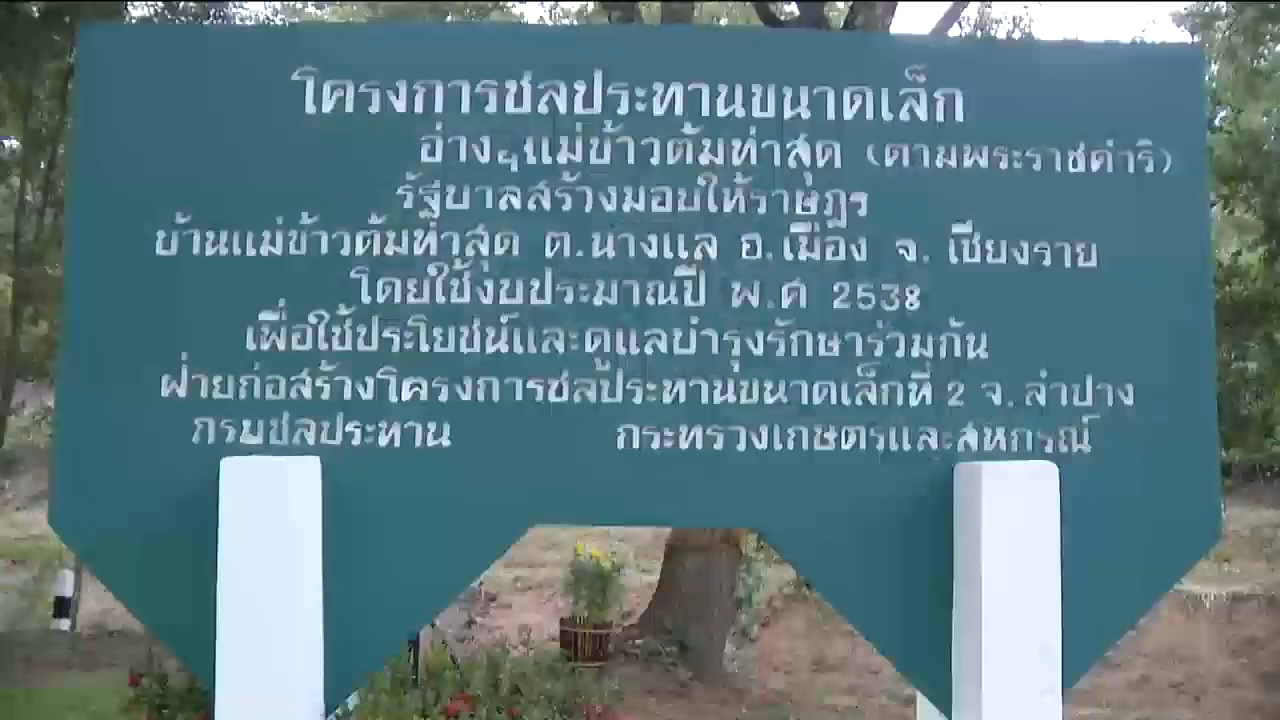 โครงการชลประทานขนาดเล็ก
อ่างฯแม่ข้าวต้มท่าสุด (ตามพระราชดำริ)
รัฐบาลสร้างมอบให้ราษฎร
บ้านแม่ข้าวต้มท่าสุด ต.นางแล อ.เมือง จ.เชียงราย
โดยใช้งบประมาณปี พ.ศ 2538
เพื่อใช้ประโยชน์และดูแลบำรุงรักษาร่วมกัน
ฝ่ายก่อสร้างโครงการชลประทานขนาดเล็กที่ 2 จ.ลำปาง
กรมชลประทาน กระทรวงเกษตรและสหกรณ์